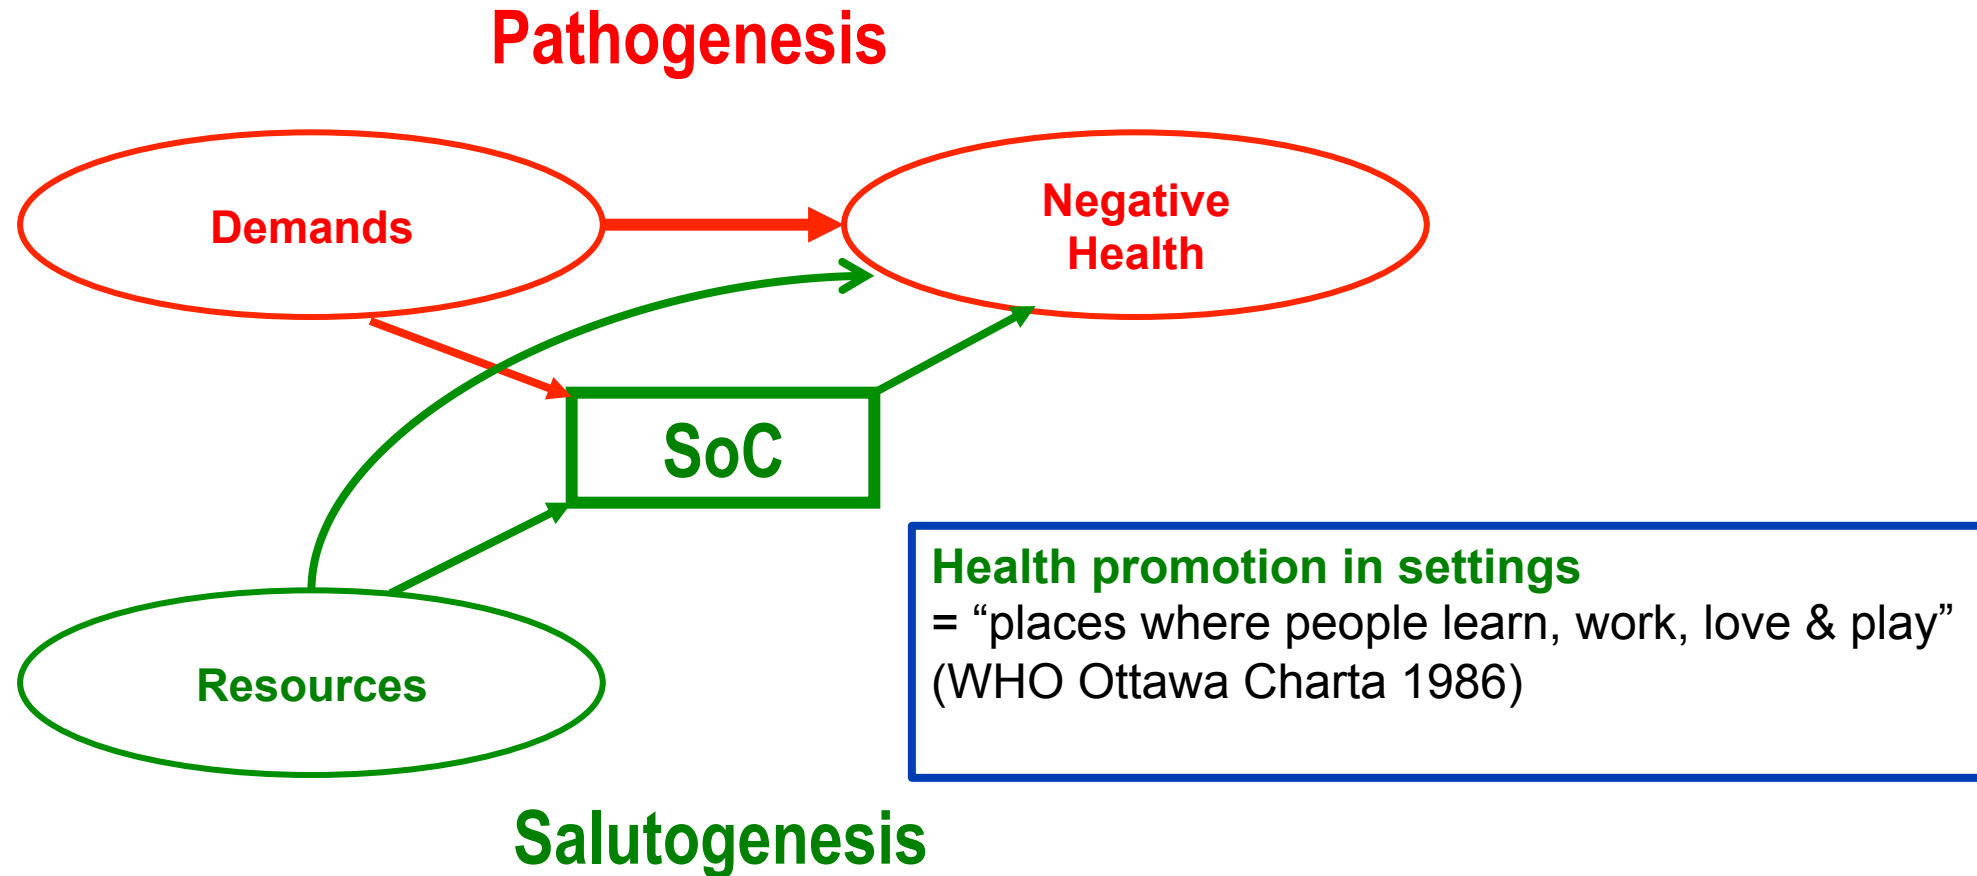 Pathogenesis
Demands
Negative
Health
SoC
Health promotion in settings
= “places where people learn, work, love & play”
(WHO Ottawa Charta 1986)
Resources
Salutogenesis